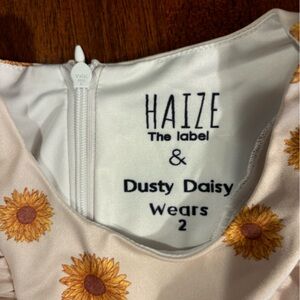 HAIZE
The label
&
Dusty Daisy
Wears
2